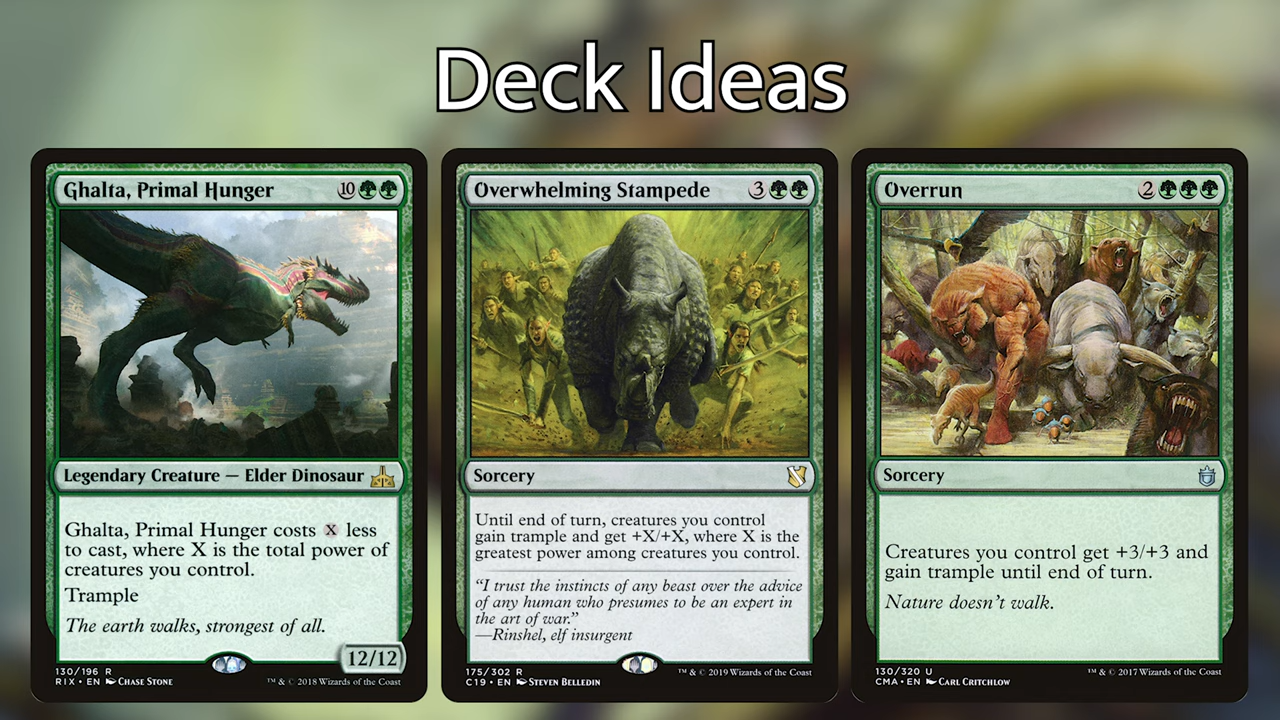 Deck Ideas
Ghalta, Primal Hunger 10
Legendary Creature — Elder Dinosaur
Ghalta, Primal Hunger costs X less
to cast, where X is the total power of
creatures you control.
Trample
The earth walks, strongest of all.
12/12
130/196 R
RIX • EN Chase Stone
™ & © 2018 Wizards of the Coast
Overwhelming Stampede 3
Sorcery
Until end of turn, creatures you control
gain trample and get +X/+X, where X is the
greatest power among creatures you control.
“I trust the instincts of any beast over the advice
of any human who presumes to be an expert in
the art of war.”
—Rinshel, elf insurgent
175/302 R
C19 • EN Steven Belledin
™ & © 2019 Wizards of the Coast
Overrun 2
Sorcery
Creatures you control get +3/+3 and
gain trample until end of turn.
Nature doesn’t walk.
130/320 U
CMA • EN Carl Critchlow
™ & © 2017 Wizards of the Coast